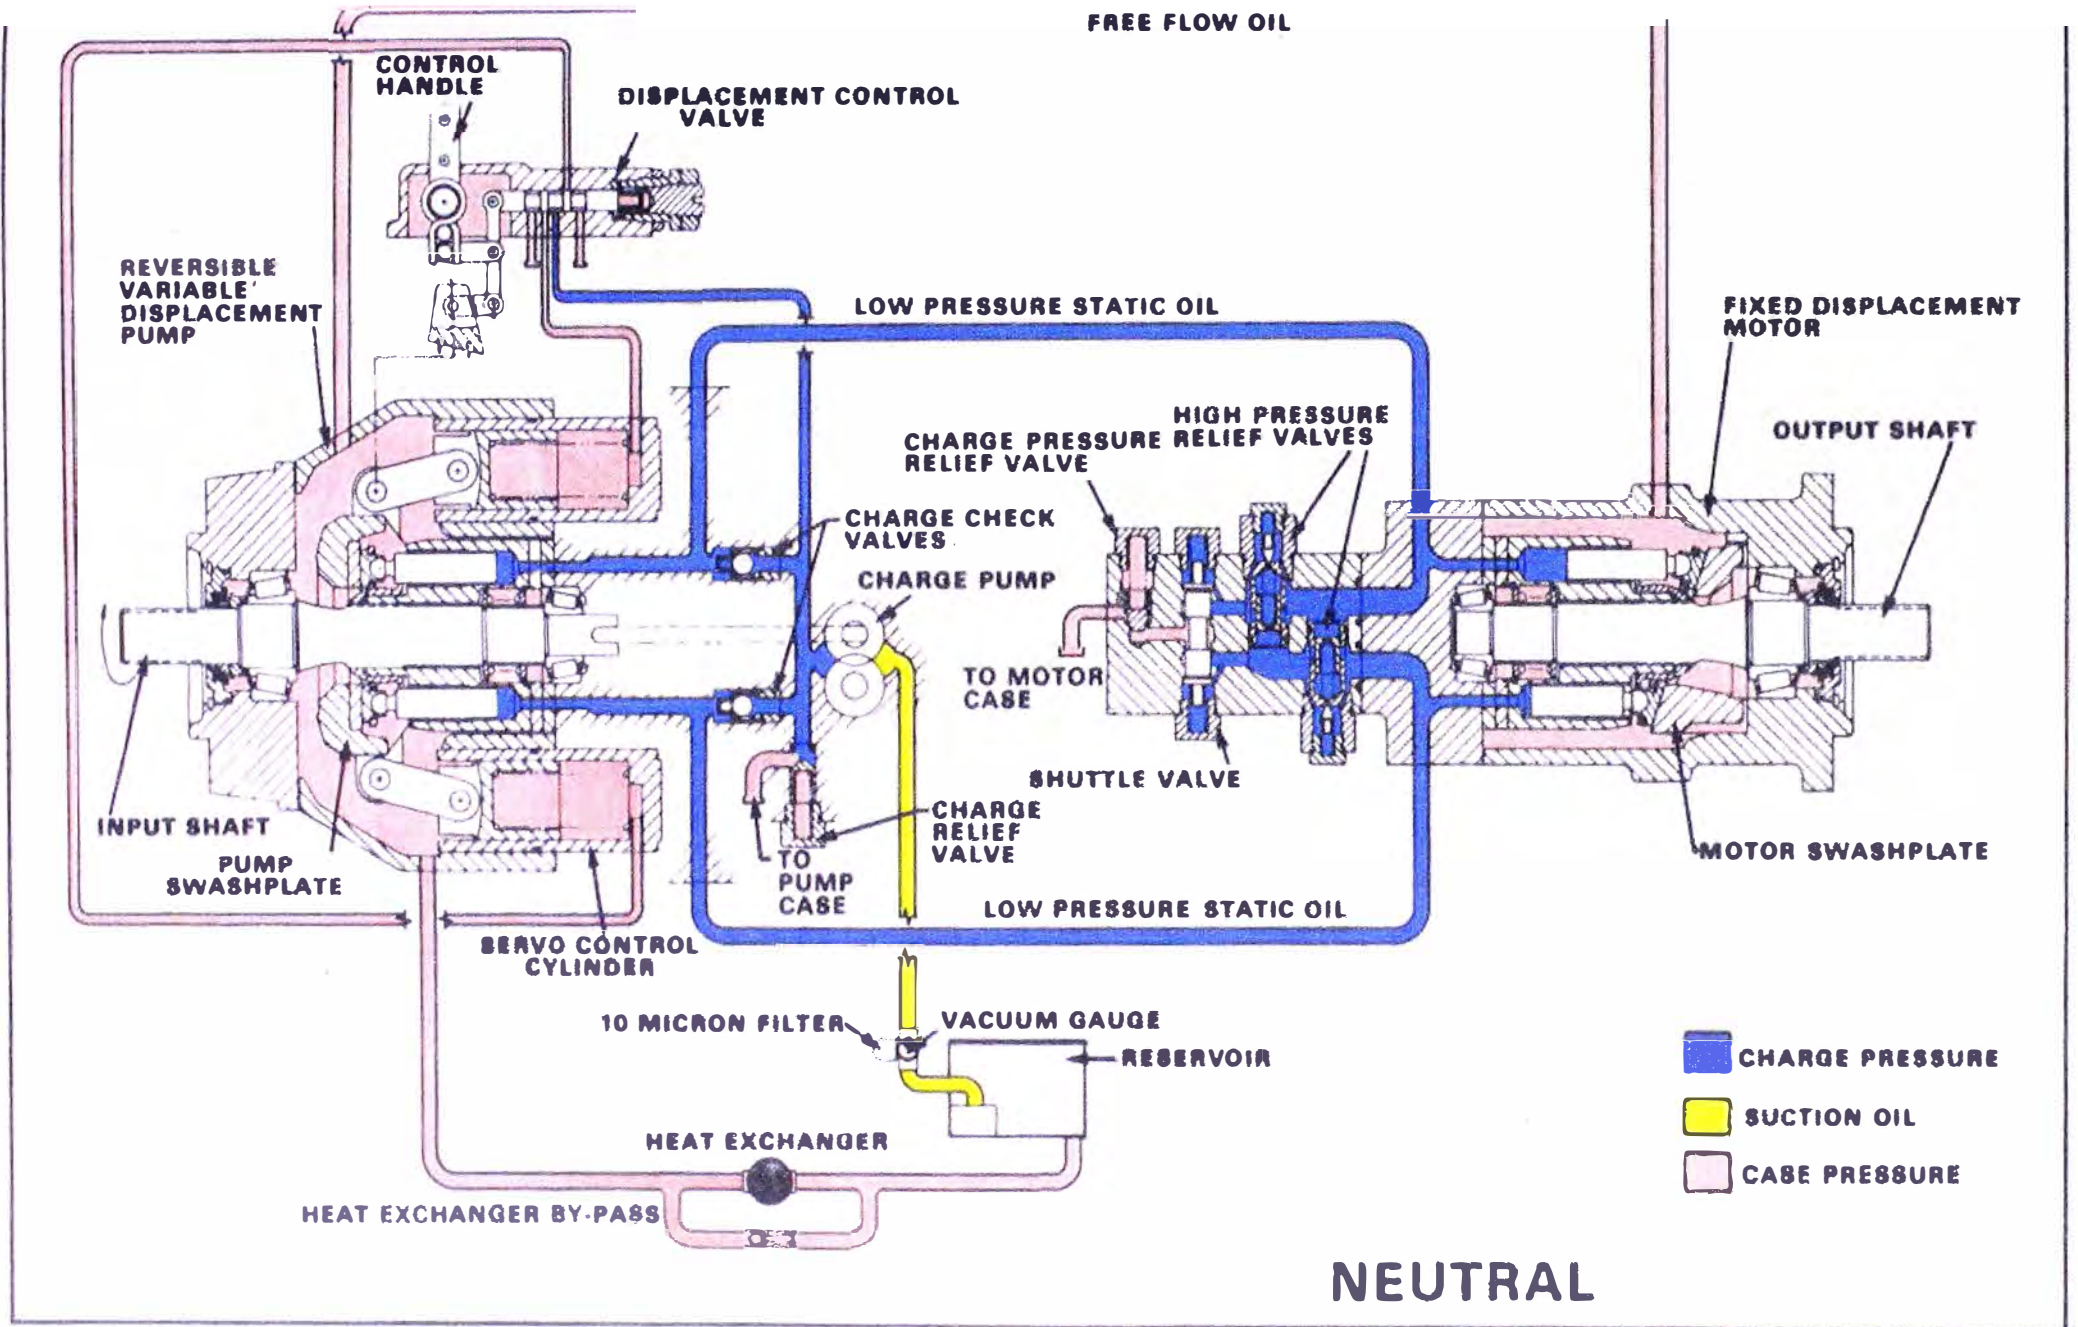 FREE FLOW OIL
CONTROL
HANDLE
DISPLACEMENT CONTROL
VALVE
REVERSIBLE
VARIABLE
DISPLACEMENT
PUMP
LOW PRESSURE STATIC OIL
FIXED DISPLACEMENT
MOTOR
HIGH PRESSURE
RELIEF VALVES
CHARGE PRESSURE
RELIEF VALVE
OUTPUT SHAFT
CHARGE CHECK
VALVES
CHARGE PUMP
TO MOTOR
CASE
SHUTTLE VALVE
INPUT SHAFT
PUMP
SWASHPLATE
CHARGE
RELIEF
VALVE
TO
PUMP
CASE
MOTOR SWASHPLATE
LOW PRESSURE STATIC OIL
SERVO CONTROL
CYLINDER
10 MICRON FILTER
VACUUM GAUGE
RESERVOIR
CHARGE PRESSURE
SUCTION OIL
CASE PRESSURE
HEAT EXCHANGER
HEAT EXCHANGER BY-PASS
NEUTRAL